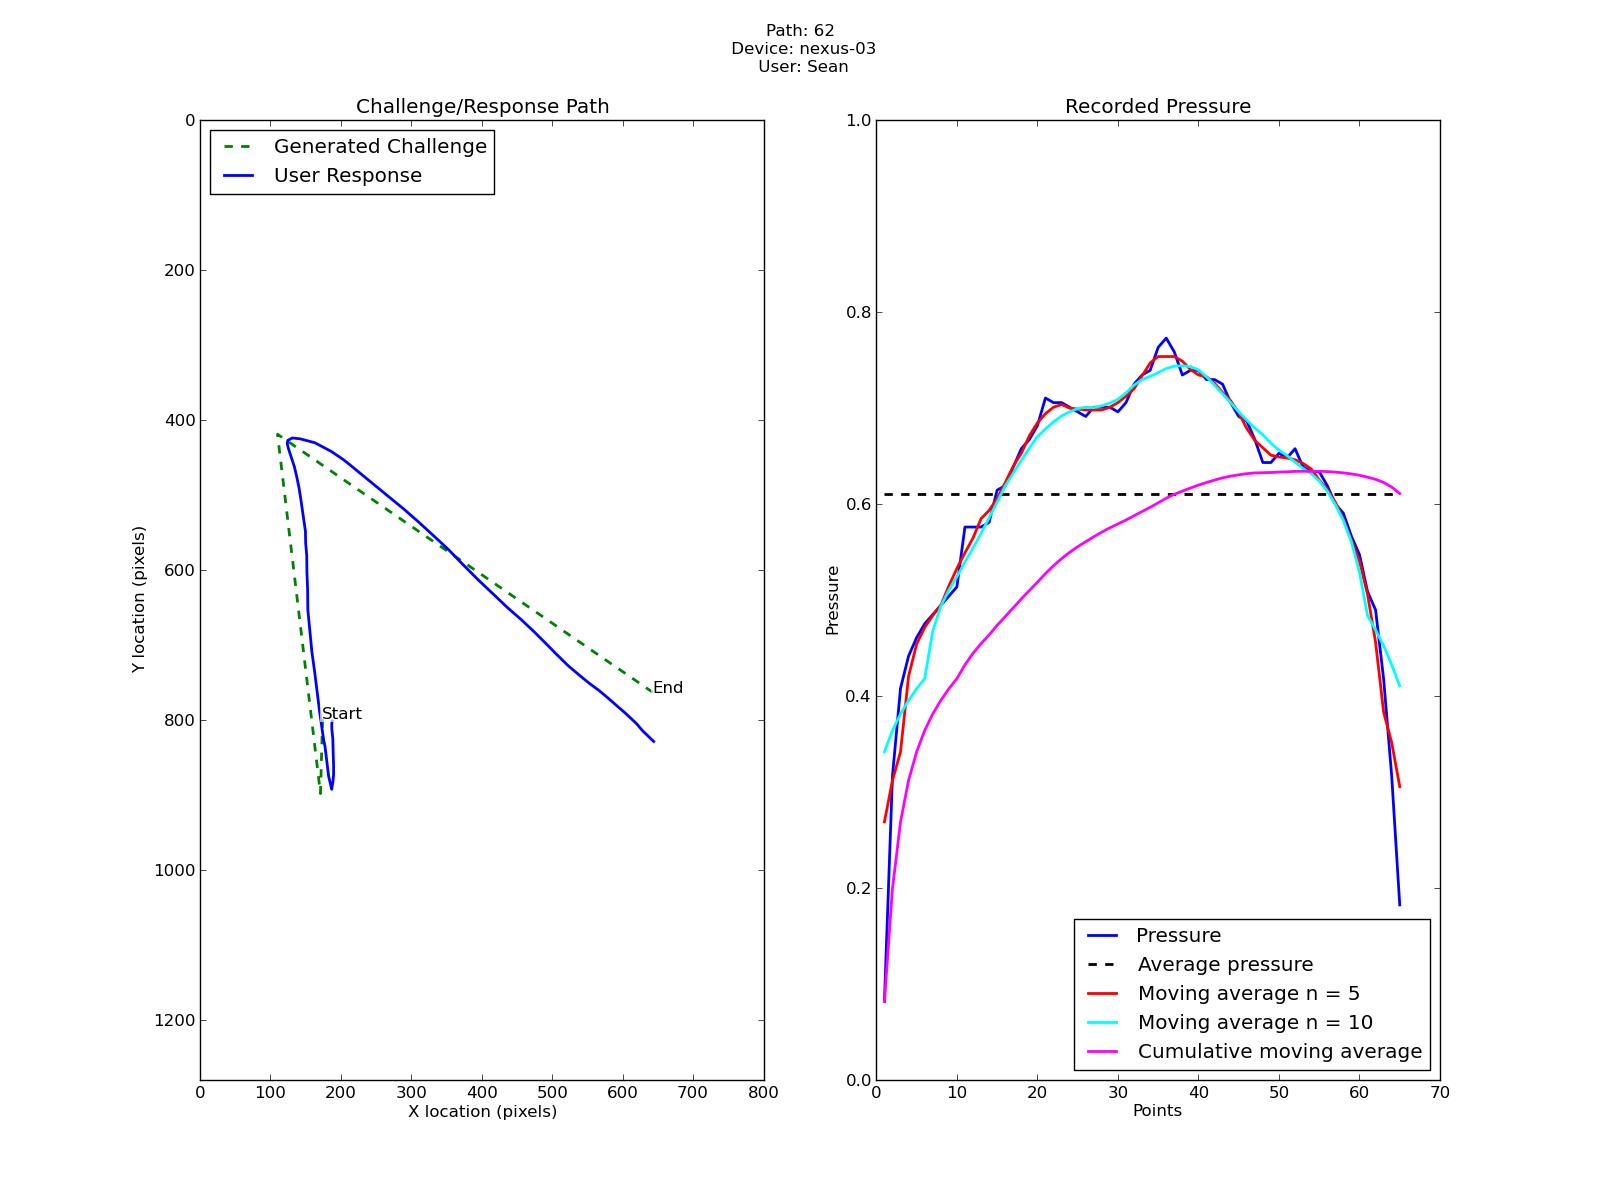 Path: 62
Device: nexus-03
User: Sean
Challenge/Response Path
Generated Challenge
User Response
0
200
400
600
800
1000
1200
Y location (pixels)
Start
End
0 100 200 300 400 500 600 700 800
X location (pixels)
Recorded Pressure
1.0
0.8
0.6
0.4
0.2
0.0
Pressure
Pressure
Average pressure
Moving average n = 5
Moving average n = 10
Cumulative moving average
0 10 20 30 40 50 60 70
Points